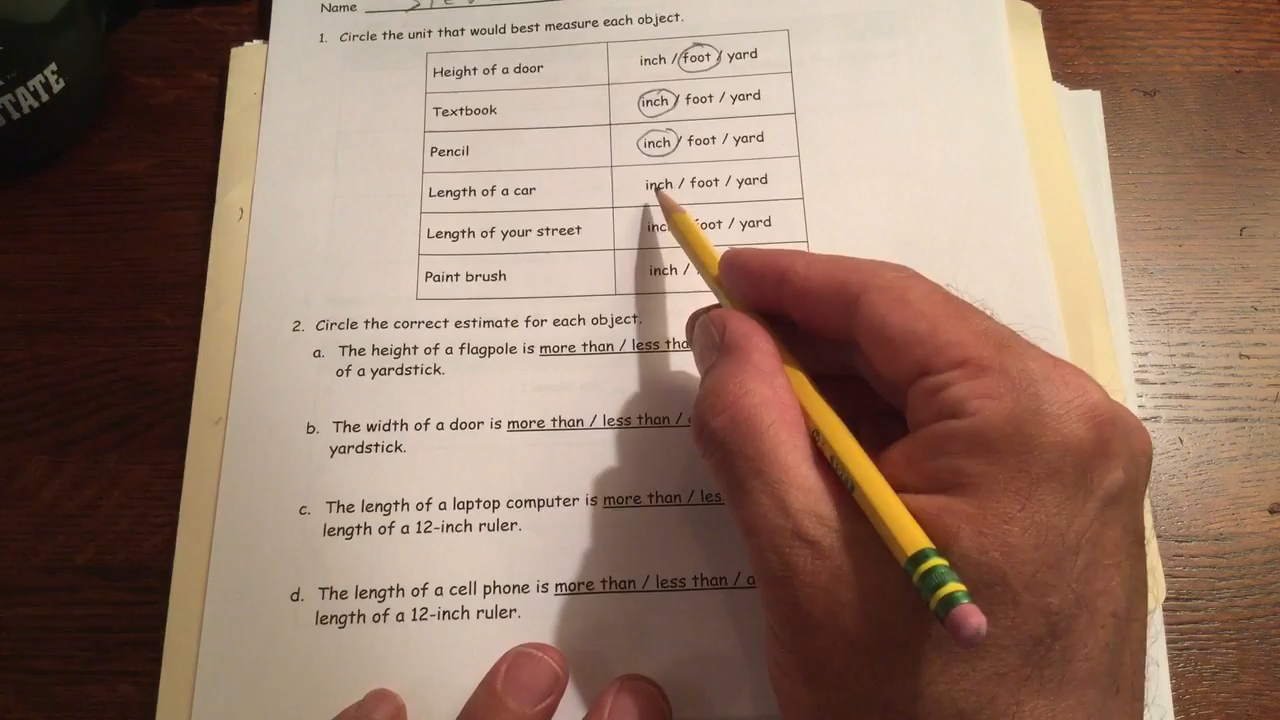 STATE
Name
1. Circle the unit that would best measure each object.
Height of a door inch / foot / yard
Textbook inch / foot / yard
Pencil inch / foot / yard
Length of a car inch / foot / yard
Length of your street inch foot / yard
Paint brush inch /
2. Circle the correct estimate for each object.
a. The height of a flagpole is more than / less than
of a yardstick.
b. The width of a door is more than / less than /
yardstick.
c. The length of a laptop computer is more than / less
length of a 12-inch ruler.
d. The length of a cell phone is more than / less than / a
length of a 12-inch ruler.